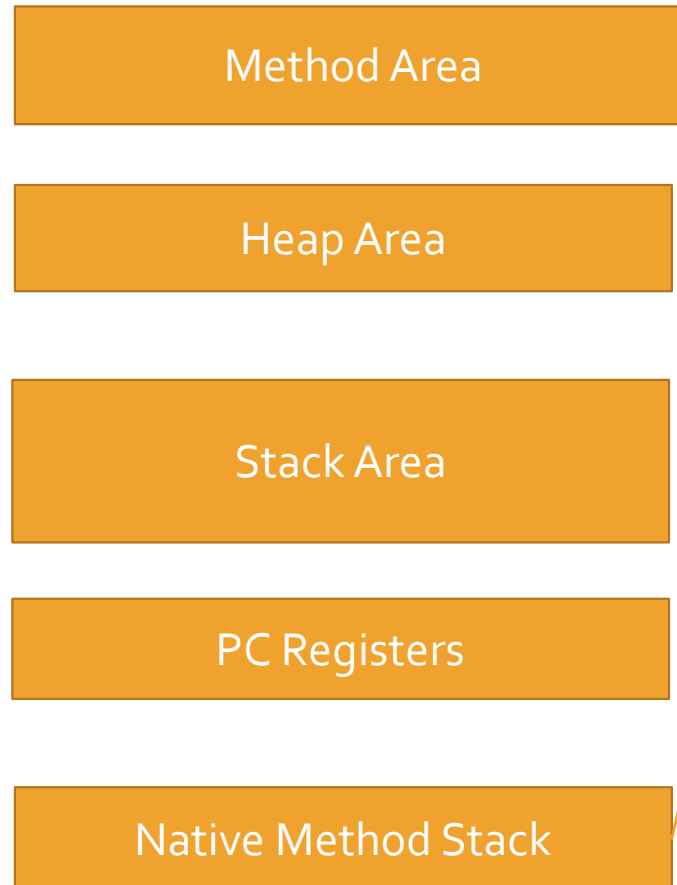 Method Area
Heap Area
Stack Area
PC Registers
Native Method Stack